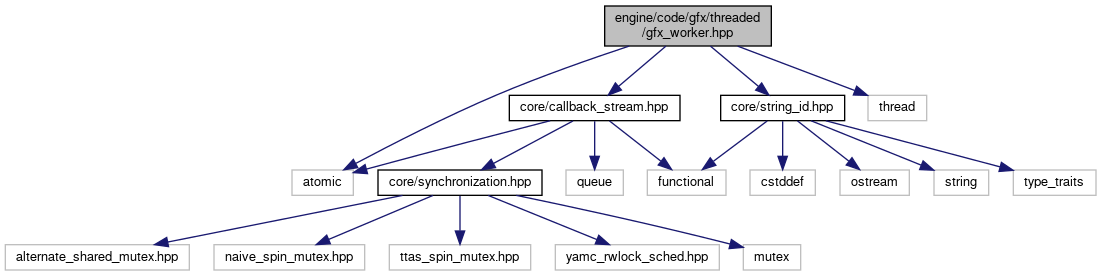 engine/code/gfx/threaded
/gfx_worker.hpp
core/callback_stream.hpp
core/string_id.hpp
thread
atomic
core/synchronization.hpp
queue
functional
cstddef
ostream
string
type_traits
alternate_shared_mutex.hpp
naive_spin_mutex.hpp
ttas_spin_mutex.hpp
yamc_rwlock_sched.hpp
mutex